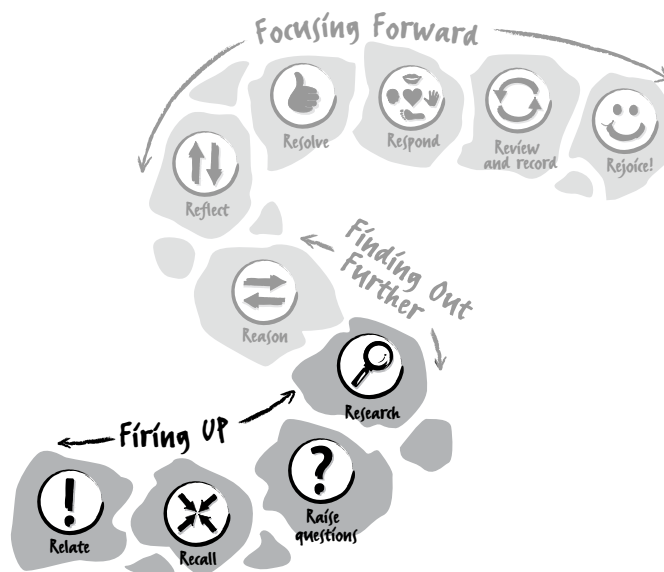 Focusing Forward
Resolve
Respond
Review
and record
Rejoice!
Reflect
Finding Out
Further
Reason
Research
Firing UP
Relate
Recall
Raise
questions